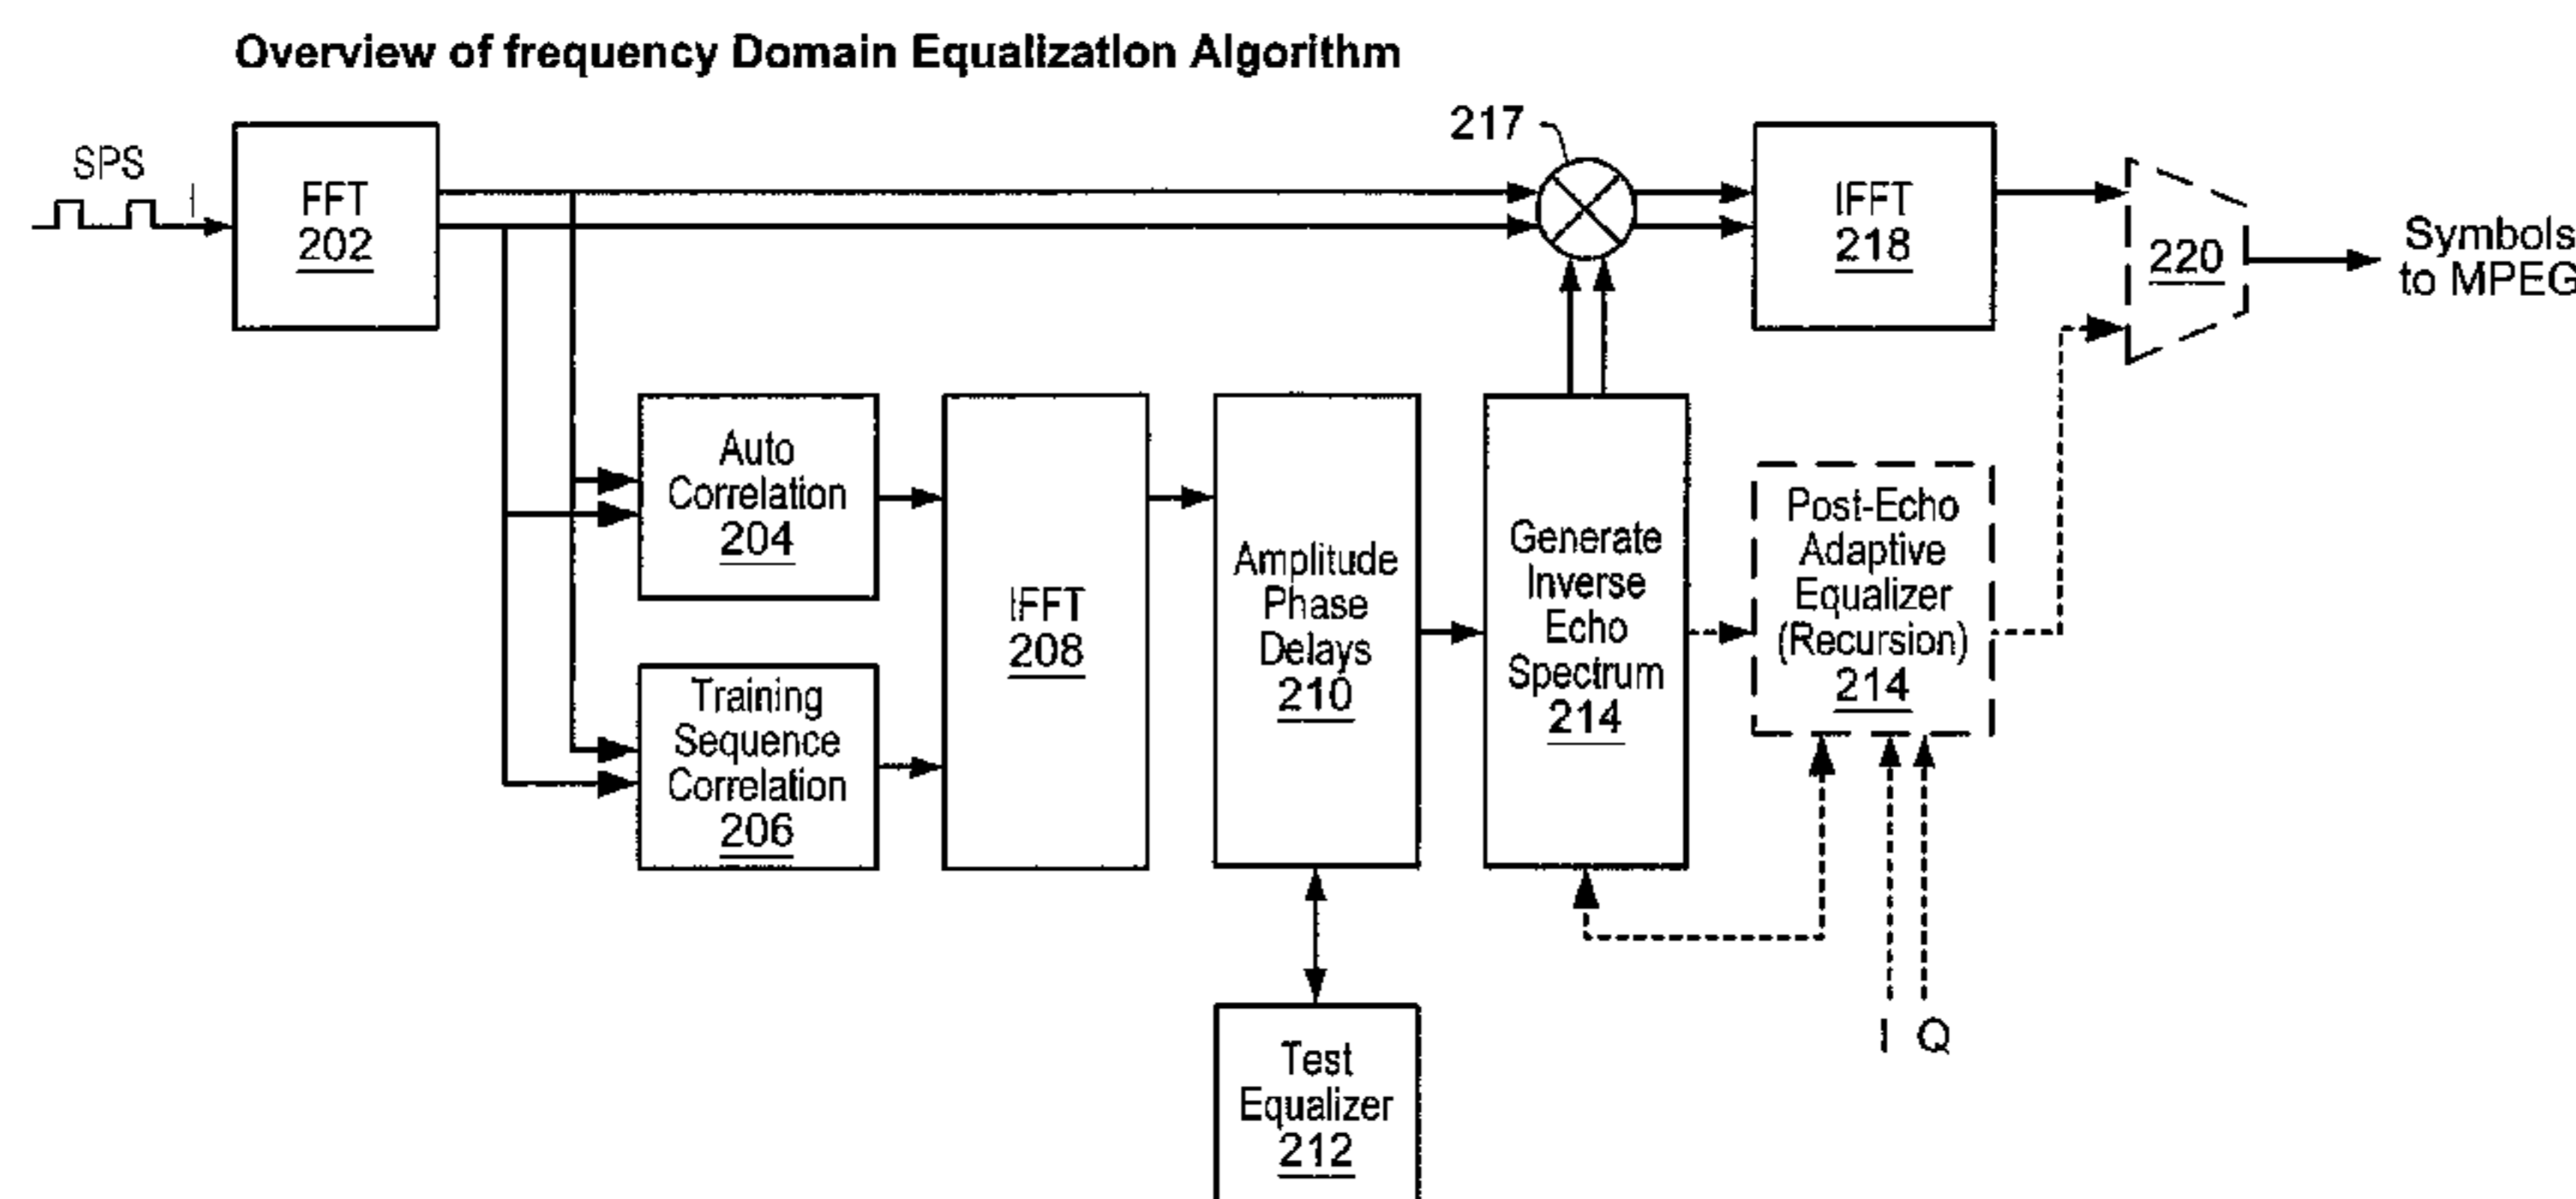 Overview of frequency Domain Equalization Algorithm
SPS
I
FFT
202
217
IFFT
218
220
Symbols
to MPEG
Auto
Correlation
204
Training
Sequence
Correlation
206
IFFT
208
Amplitude
Phase
Delays
210
Generate
Inverse
Echo
Spectrum
214
Post-Echo
Adaptive
Equalizer
(Recursion)
214
I Q
Test
Equalizer
212